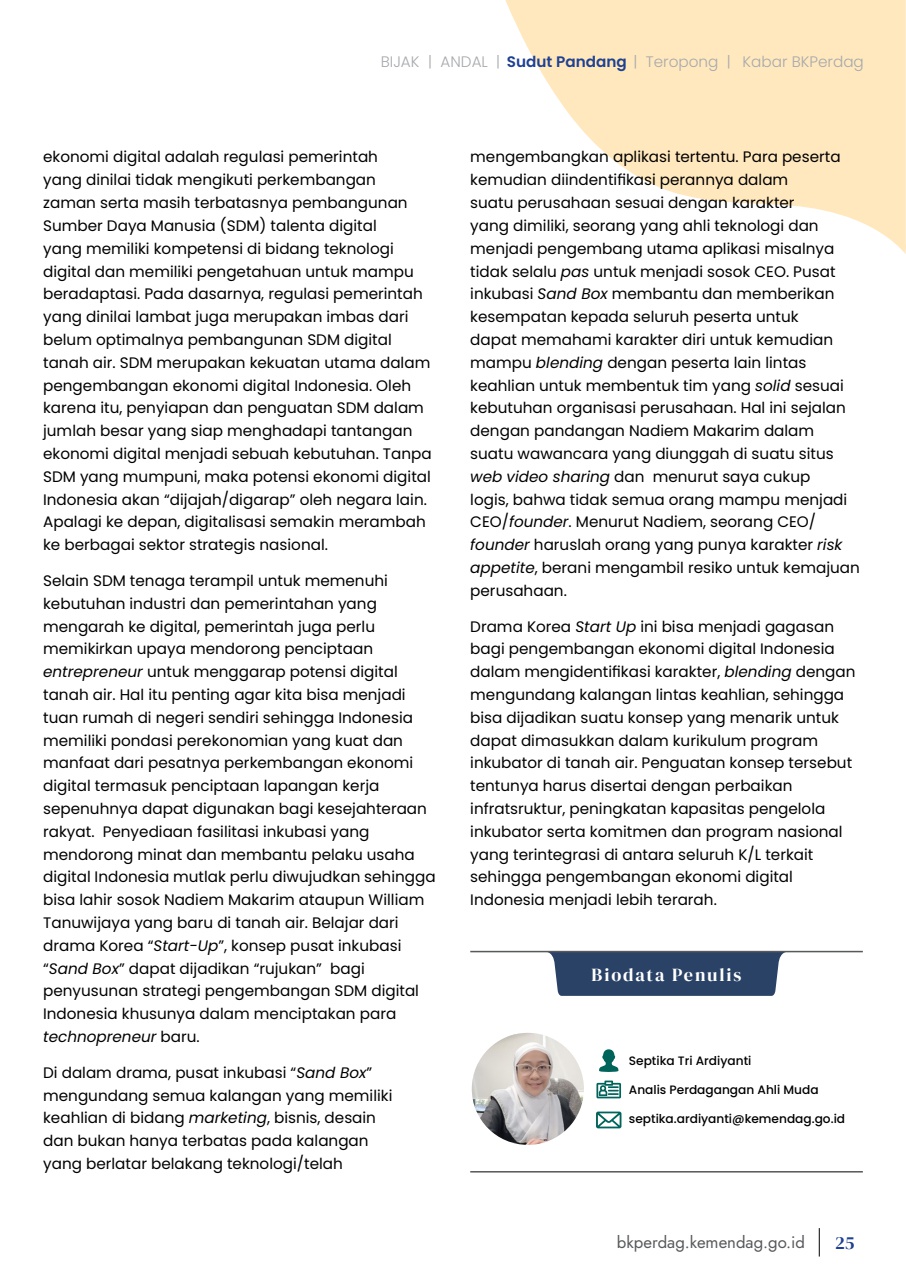 BIJAK | ANDAL | Sudut Pandang | Teropong | Kabar BKPerdag
ekonomi digital adalah regulasi pemerintah
yang dinilai tidak mengikuti perkembangan
zaman serta masih terbatasnya pembangunan
Sumber Daya Manusia (SDM) talenta digital
yang memiliki kompetensi di bidang teknologi
digital dan memiliki pengetahuan untuk mampu
beradaptasi. Pada dasarnya, regulasi pemerintah
yang dinilai lambat juga merupakan imbas dari
belum optimalnya pembangunan SDM digital
tanah air. SDM merupakan kekuatan utama dalam
pengembangan ekonomi digital Indonesia. Oleh
karena itu, penyiapan dan penguatan SDM dalam
jumlah besar yang siap menghadapi tantangan
ekonomi digital menjadi sebuah kebutuhan. Tanpa
SDM yang mumpuni, maka potensi ekonomi digital
Indonesia akan “dijajah/digarap” oleh negara lain.
Apalagi ke depan, digitalisasi semakin merambah
ke berbagai sektor strategis nasional.
Selain SDM tenaga terampil untuk memenuhi
kebutuhan industri dan pemerintahan yang
mengarah ke digital, pemerintah juga perlu
memikirkan upaya mendorong penciptaan
entrepreneur untuk menggarap potensi digital
tanah air. Hal itu penting agar kita bisa menjadi
tuan rumah di negeri sendiri sehingga Indonesia
memiliki pondasi perekonomian yang kuat dan
manfaat dari pesatnya perkembangan ekonomi
digital termasuk penciptaan lapangan kerja
sepenuhnya dapat digunakan bagi kesejahteraan
rakyat.  Penyediaan fasilitasi inkubasi yang
mendorong minat dan membantu pelaku usaha
digital Indonesia mutlak perlu diwujudkan sehingga
bisa lahir sosok Nadiem Makarim ataupun William
Tanuwijaya yang baru di tanah air. Belajar dari
drama Korea “Start-Up”, konsep pusat inkubasi
“Sand Box” dapat dijadikan “rujukan”  bagi
penyusunan strategi pengembangan SDM digital
Indonesia khusunya dalam menciptakan para
technopreneur baru.
Di dalam drama, pusat inkubasi “Sand Box”
mengundang semua kalangan yang memiliki
keahlian di bidang marketing, bisnis, desain
dan bukan hanya terbatas pada kalangan
yang berlatar belakang teknologi/telah
mengembangkan aplikasi tertentu. Para peserta
kemudian diindentifikasi perannya dalam
suatu perusahaan sesuai dengan karakter
yang dimiliki, seorang yang ahli teknologi dan
menjadi pengembang utama aplikasi misalnya
tidak selalu pas untuk menjadi sosok CEO. Pusat
inkubasi Sand Box membantu dan memberikan
kesempatan kepada seluruh peserta untuk
dapat memahami karakter diri untuk kemudian
mampu blending dengan peserta lain lintas
keahlian untuk membentuk tim yang solid sesuai
kebutuhan organisasi perusahaan. Hal ini sejalan
dengan pandangan Nadiem Makarim dalam
suatu wawancara yang diunggah di suatu situs
web video sharing dan  menurut saya cukup
logis, bahwa tidak semua orang mampu menjadi
CEO/founder. Menurut Nadiem, seorang CEO/
founder haruslah orang yang punya karakter risk
appetite, berani mengambil resiko untuk kemajuan
perusahaan.
Drama Korea Start Up ini bisa menjadi gagasan
bagi pengembangan ekonomi digital Indonesia
dalam mengidentifikasi karakter, blending dengan
mengundang kalangan lintas keahlian, sehingga
bisa dijadikan suatu konsep yang menarik untuk
dapat dimasukkan dalam kurikulum program
inkubator di tanah air. Penguatan konsep tersebut
tentunya harus disertai dengan perbaikan
infratsruktur, peningkatan kapasitas pengelola
inkubator serta komitmen dan program nasional
yang terintegrasi di antara seluruh K/L terkait
sehingga pengembangan ekonomi digital
Indonesia menjadi lebih terarah.
Biodata Penulis
Septika Tri Ardiyanti
Analis Perdagangan Ahli Muda
septika.ardiyanti@kemendag.go.id
bkperdag.kemendag.go.id | 25